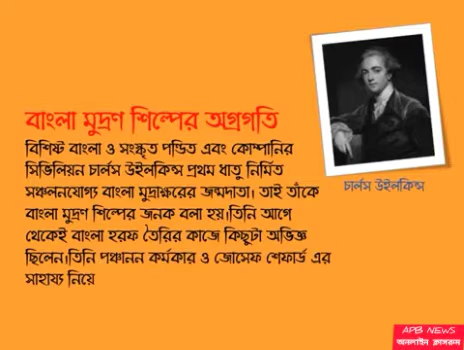 বাংলা মুদ্রণ শিল্পের অগ্রগতি
বিশিষ্ট বাংলা ও সংস্কৃত পন্ডিত এবং কোম্পানির
সিভিলিয়ন চার্লস উইলকিন্স প্রথম ধাতু নির্মিত
সঞ্চলনযোগ্য বাংলা মুদ্রাক্ষরের জন্মদাতা। তাই তাঁকে
বাংলা মুদ্রণ শিল্পের জনক বলা হয়।তিনি আগে
থেকেই বাংলা হরফ তৈরির কাজে কিছুটা অভিজ্ঞ
ছিলেন।তিনি পঞ্চানন কর্মকার ও জোসেফ শেফার্ড এর
সাহায্য নিয়ে
চার্লস উইলকিন্স
APB NEWS
অনলাইন ক্লাসরুম